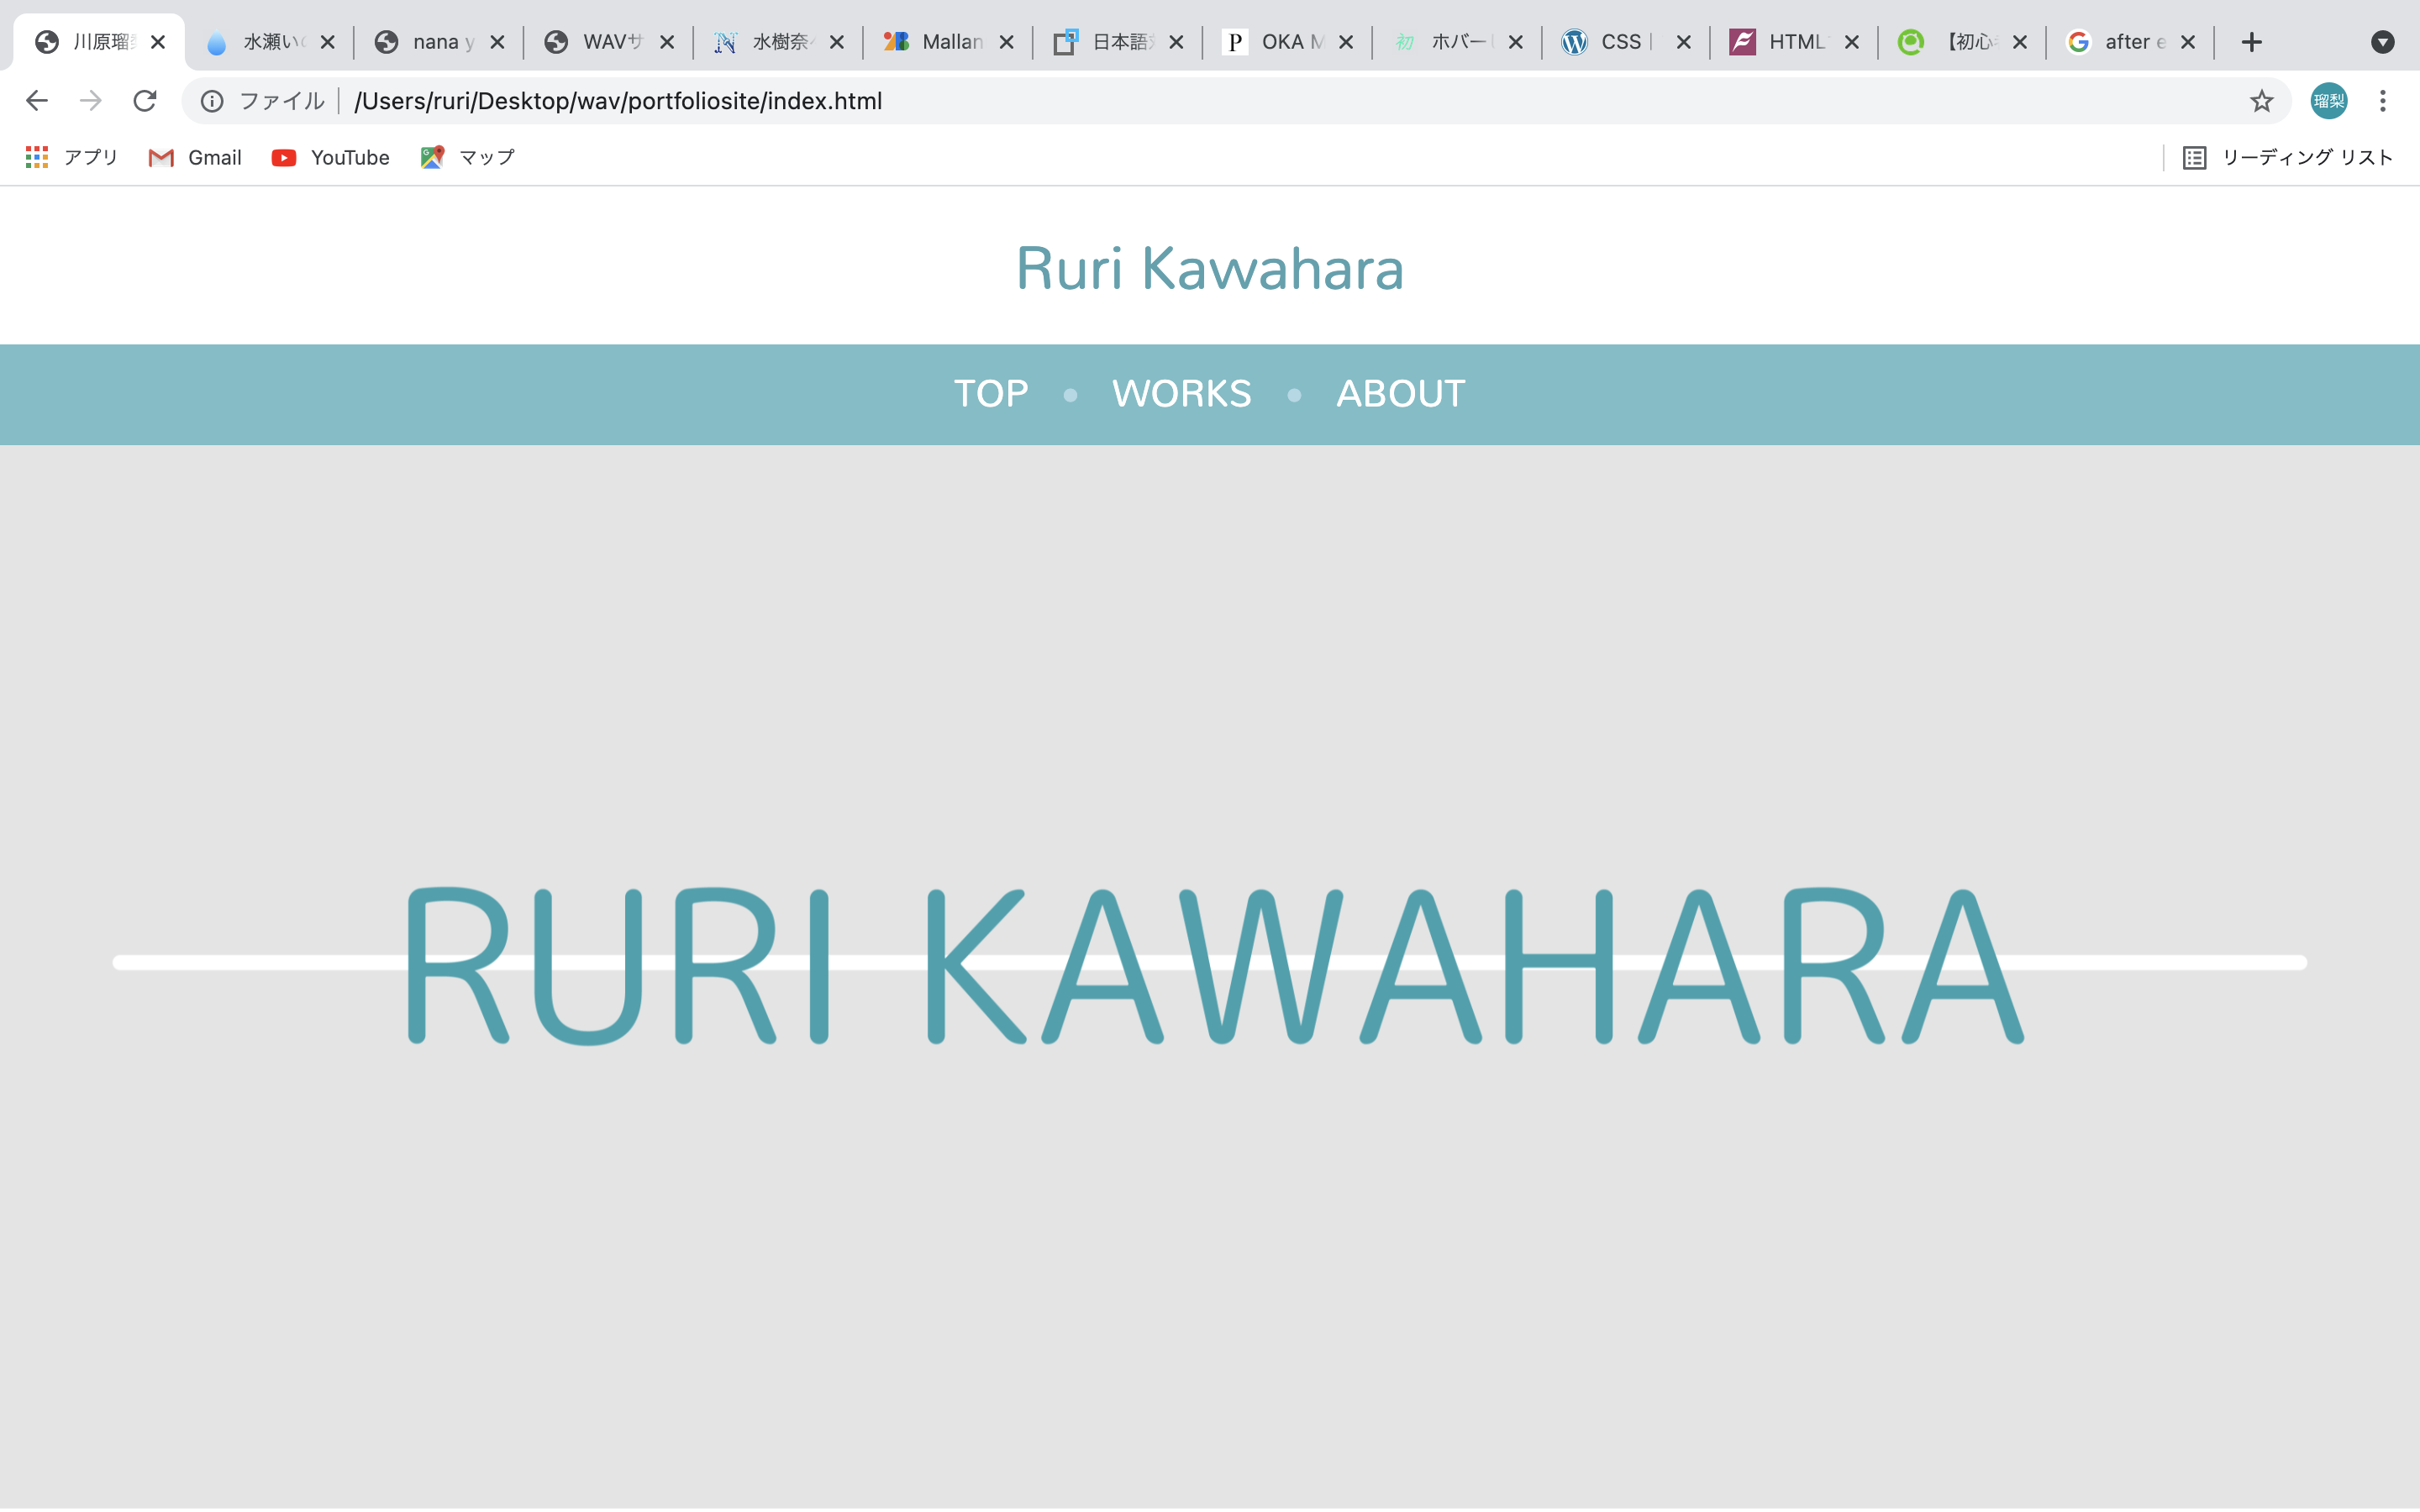 川原瑠 水瀬い nana y WAVサ 水樹奈 Mallan 日本語 OKA M ホバー CSS | HTML 【初心 after e
ファイル | /Users/ruri/Desktop/wav/portfoliosite/index.html 瑠梨
アプリ Gmail YouTube マップ リーディング リスト
Ruri Kawahara
TOP • WORKS • ABOUT
RURI KAWAHARA